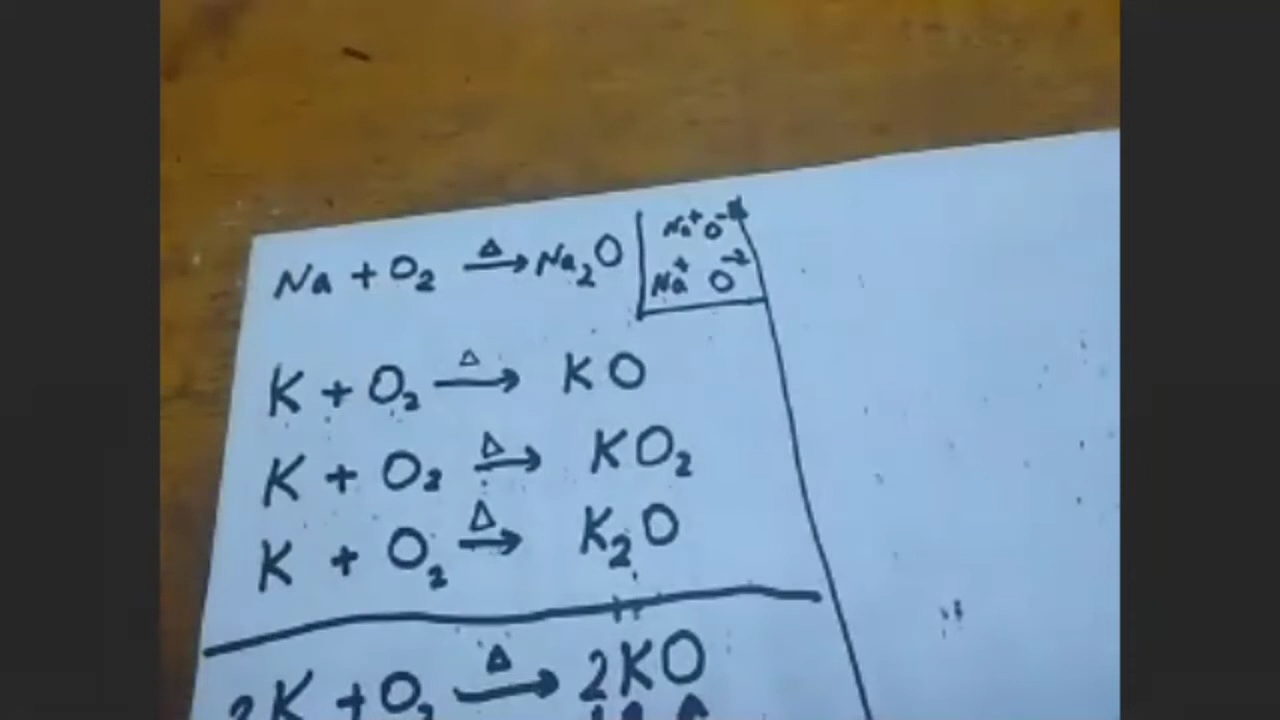 Na + O₂ —Δ→ Na₂O
Na⁺ O⁻
Na⁺ O⁻²
K + O₂ —Δ→ KO
K + O₂ —Δ→ KO₂
K + O₂ —Δ→ K₂O
2K + O₂ —Δ→ 2KO